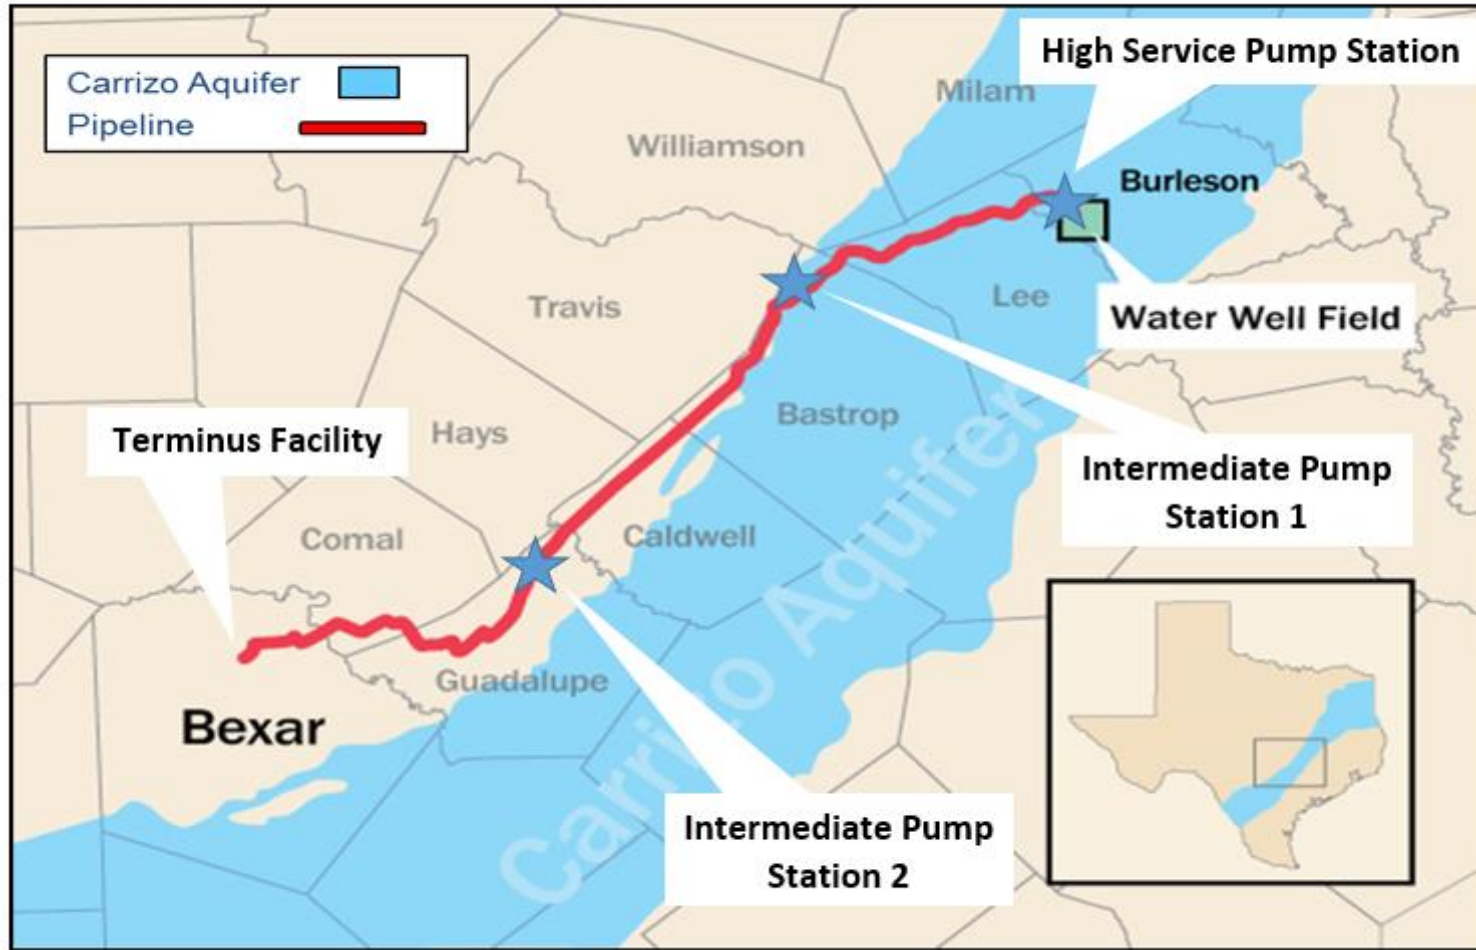 High Service Pump Station
Carrizo Aquifer
Pipeline
Milam
Williamson
Burleson
Travis
Lee
Water Well Field
Terminus Facility
Hays
Bastrop
Intermediate Pump
Station 1
Comal
Caldwell
Guadalupe
Bexar
Carrizo Aquifer
Intermediate Pump
Station 2